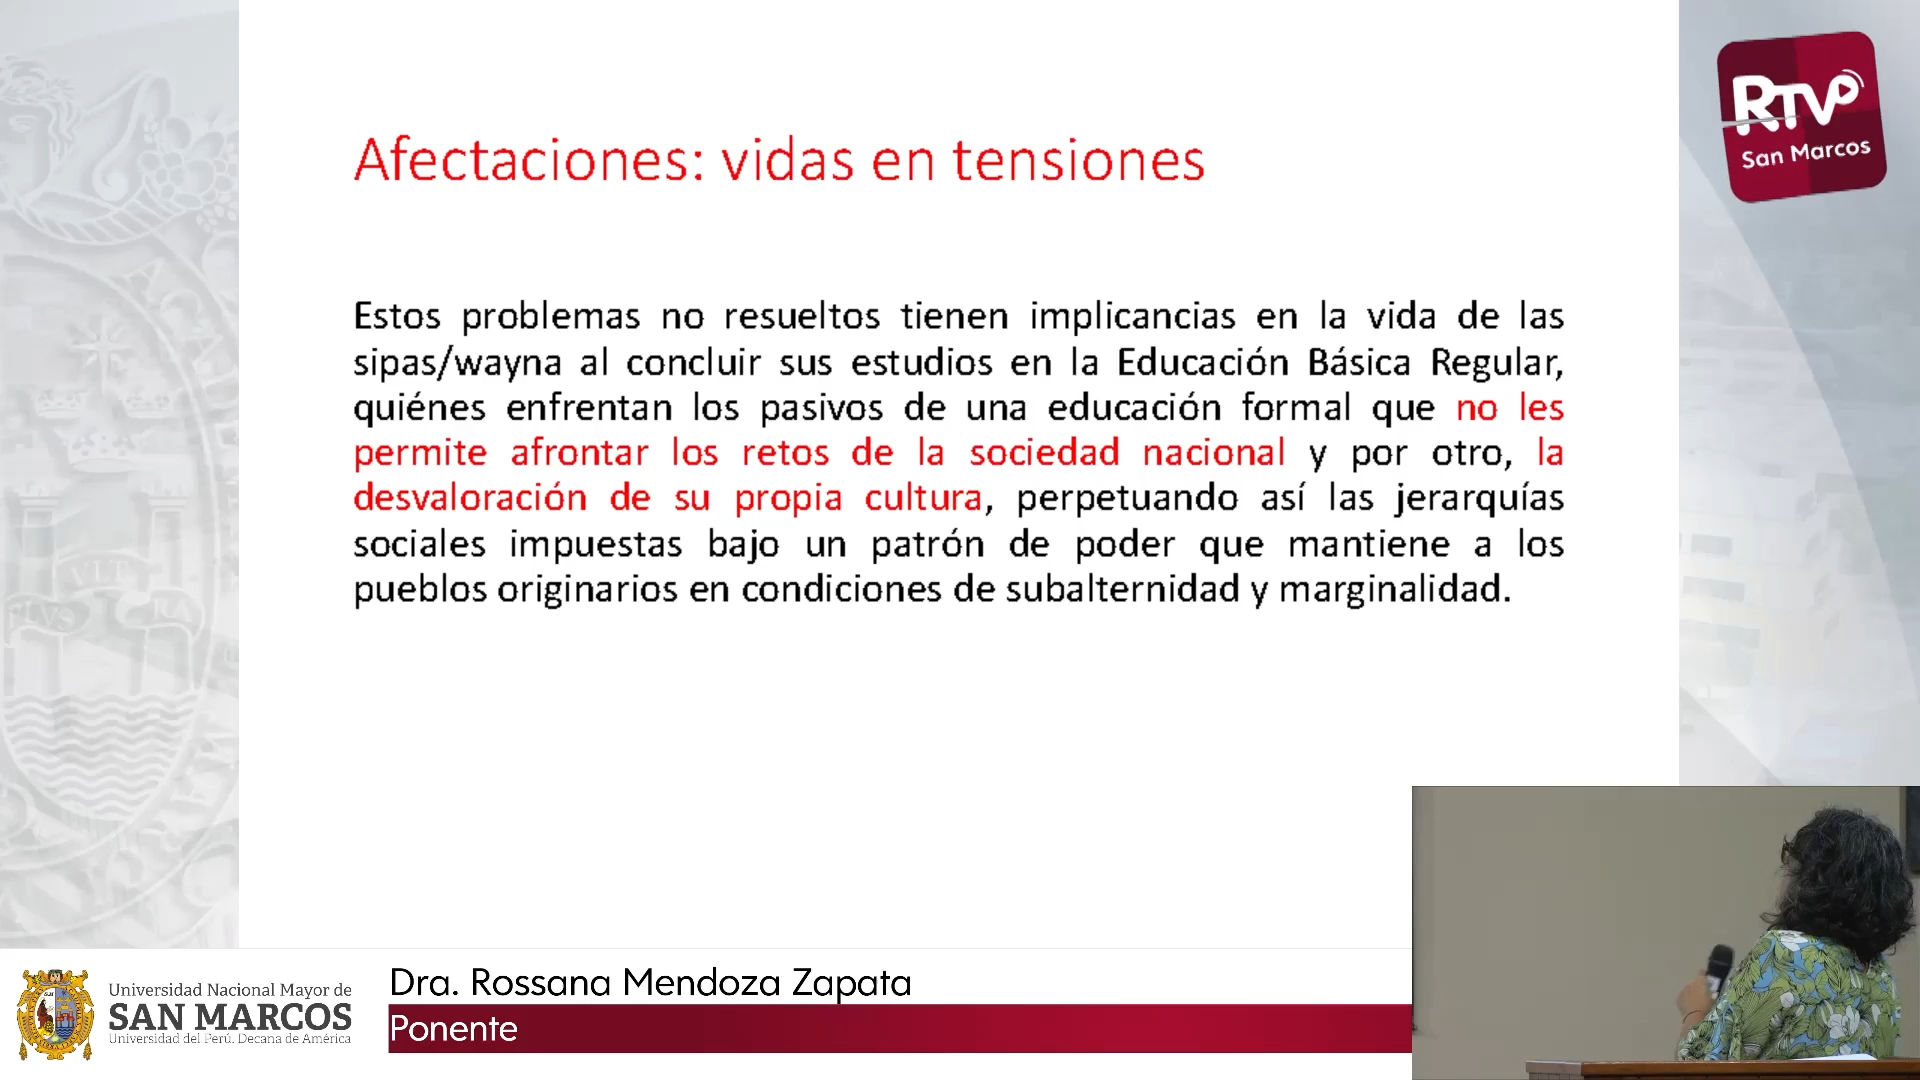 RTV
San Marcos
Afectaciones: vidas en tensiones
Estos problemas no resueltos tienen implicancias en la vida de las
sipas/wayna al concluir sus estudios en la Educación Básica Regular,
quiénes enfrentan los pasivos de una educación formal que no les
permite afrontar los retos de la sociedad nacional y por otro, la
desvaloración de su propia cultura, perpetuando así las jerarquías
sociales impuestas bajo un patrón de poder que mantiene a los
pueblos originarios en condiciones de subalternidad y marginalidad.
PLVS
VLT
RA
Universidad Nacional Mayor de
SAN MARCOS
Universidad del Perú. Decana de América
Dra. Rossana Mendoza Zapata
Ponente